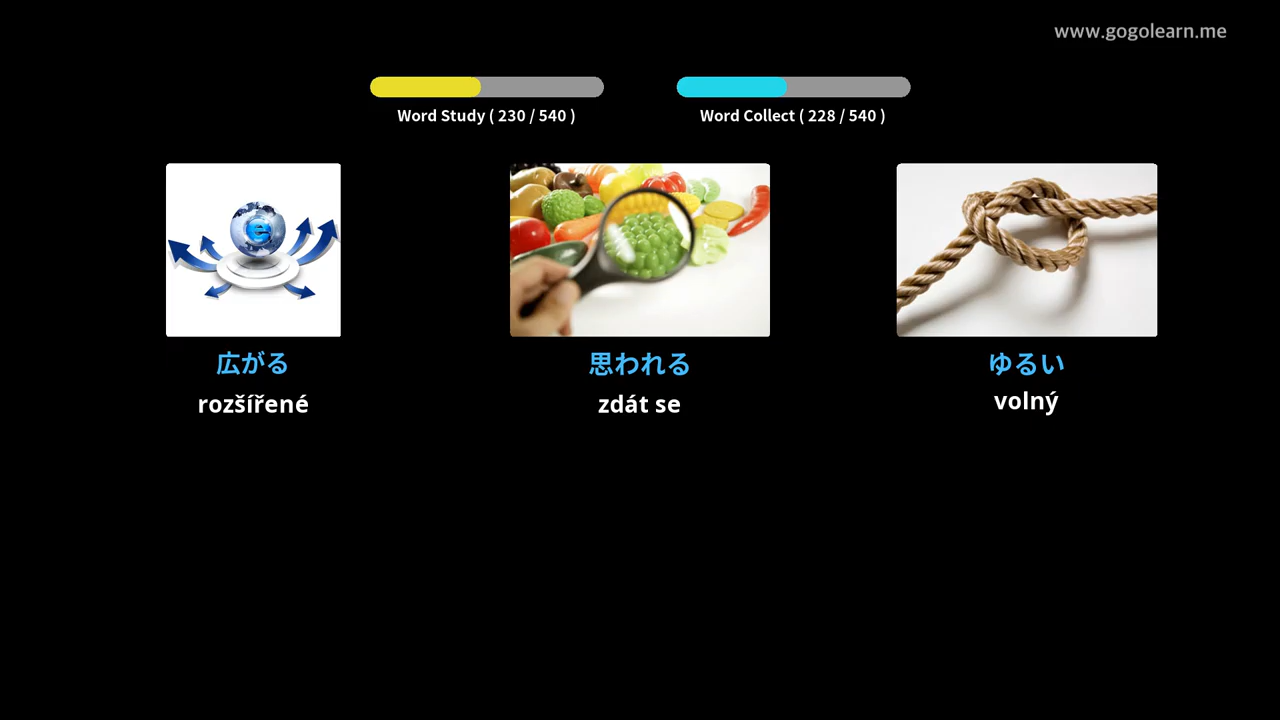 www.gogolearn.me
Word Study ( 230 / 540 )
Word Collect ( 228 / 540 )
e
広がる
思われる
ゆるい
rozšířené
zdát se
volný